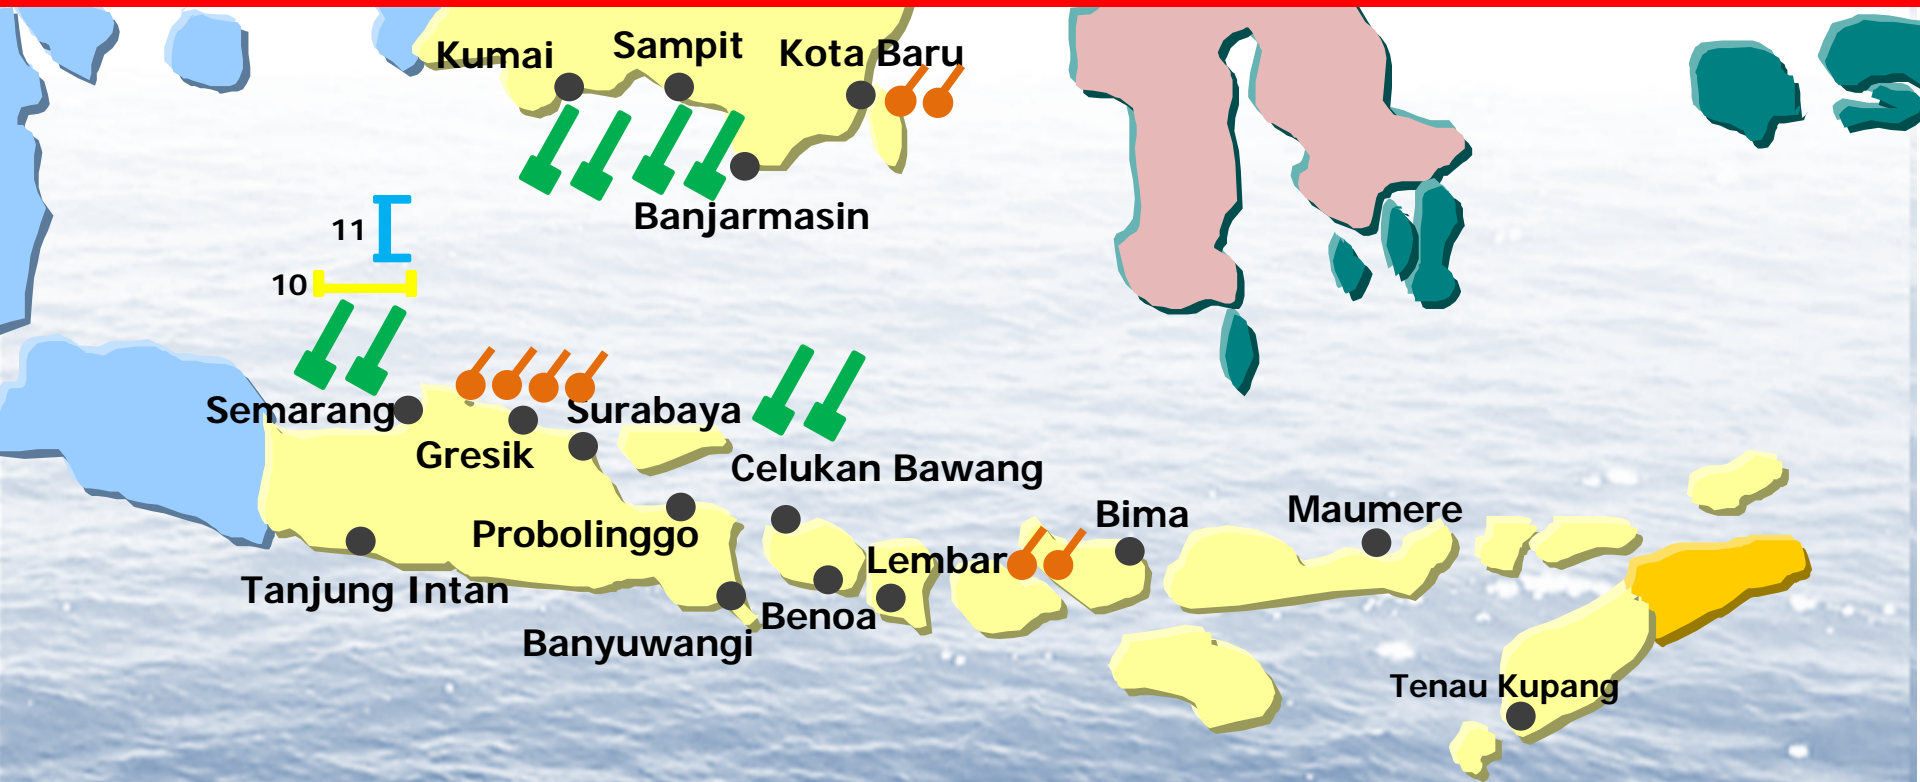 Kumai
Sampit
Kota Baru
Banjarmasin
11
10
Semarang
Surabaya
Gresik
Celukan Bawang
Probolinggo
Bima
Maumere
Lembar
Tanjung Intan
Benoa
Banyuwangi
Tenau Kupang